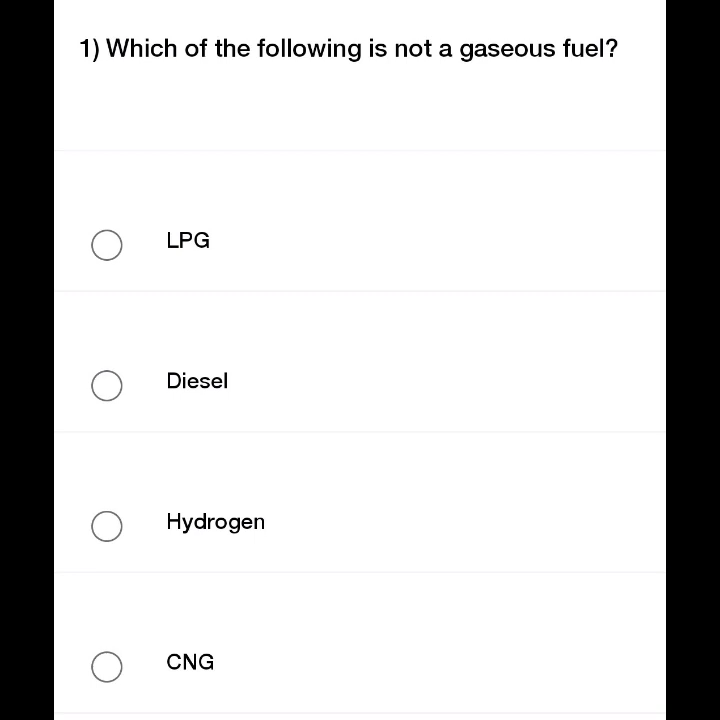 1) Which of the following is not a gaseous fuel?
LPG
Diesel
Hydrogen
CNG